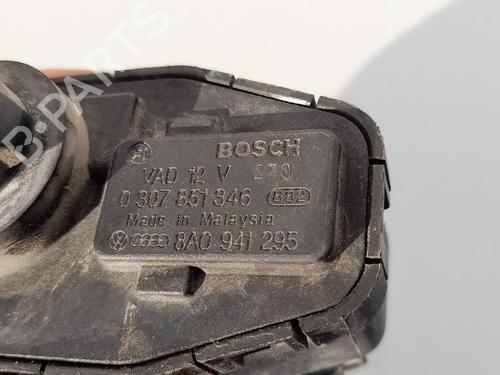 B-PARTS
BOSCH
VAD 12 V 270
0 307 851 346
Made in Malaysia
8A0 941 295